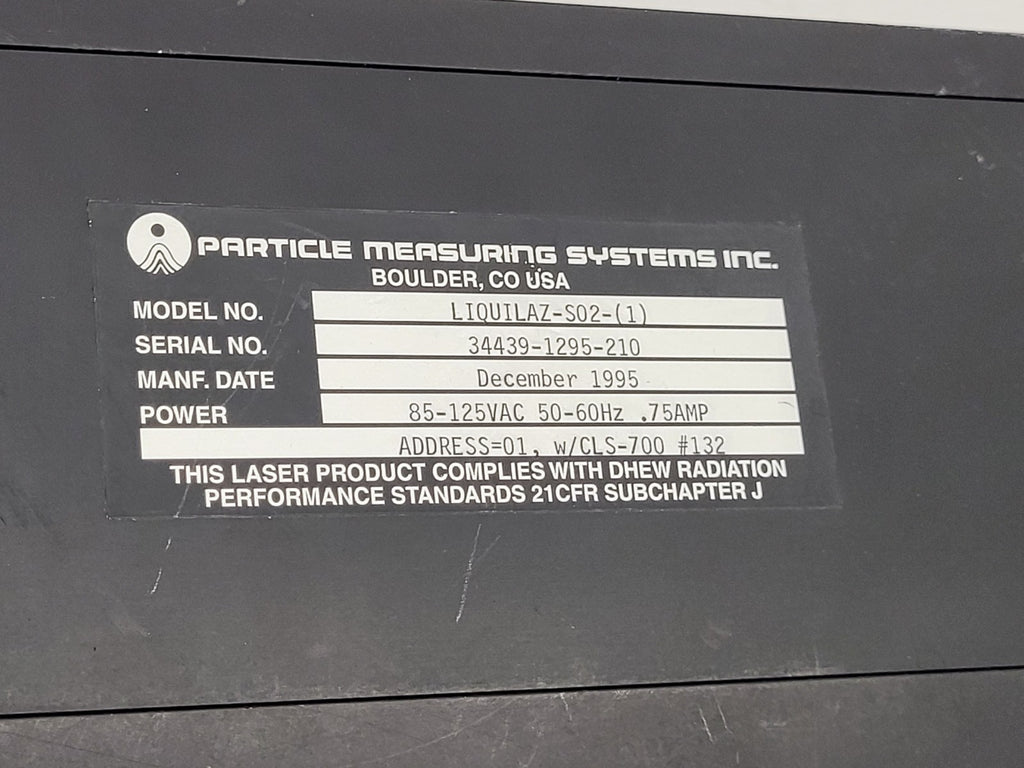 PARTICLE MEASURING SYSTEMS INC.
BOULDER, CO USA
MODEL NO. LIQUILAZ-S02-(1)
SERIAL NO. 34439-1295-210
MANF. DATE December 1995
POWER 85-125VAC 50-60Hz .75AMP
ADDRESS=01, w/CLS-700 #132
THIS LASER PRODUCT COMPLIES WITH DHEW RADIATION
PERFORMANCE STANDARDS 21CFR SUBCHAPTER J